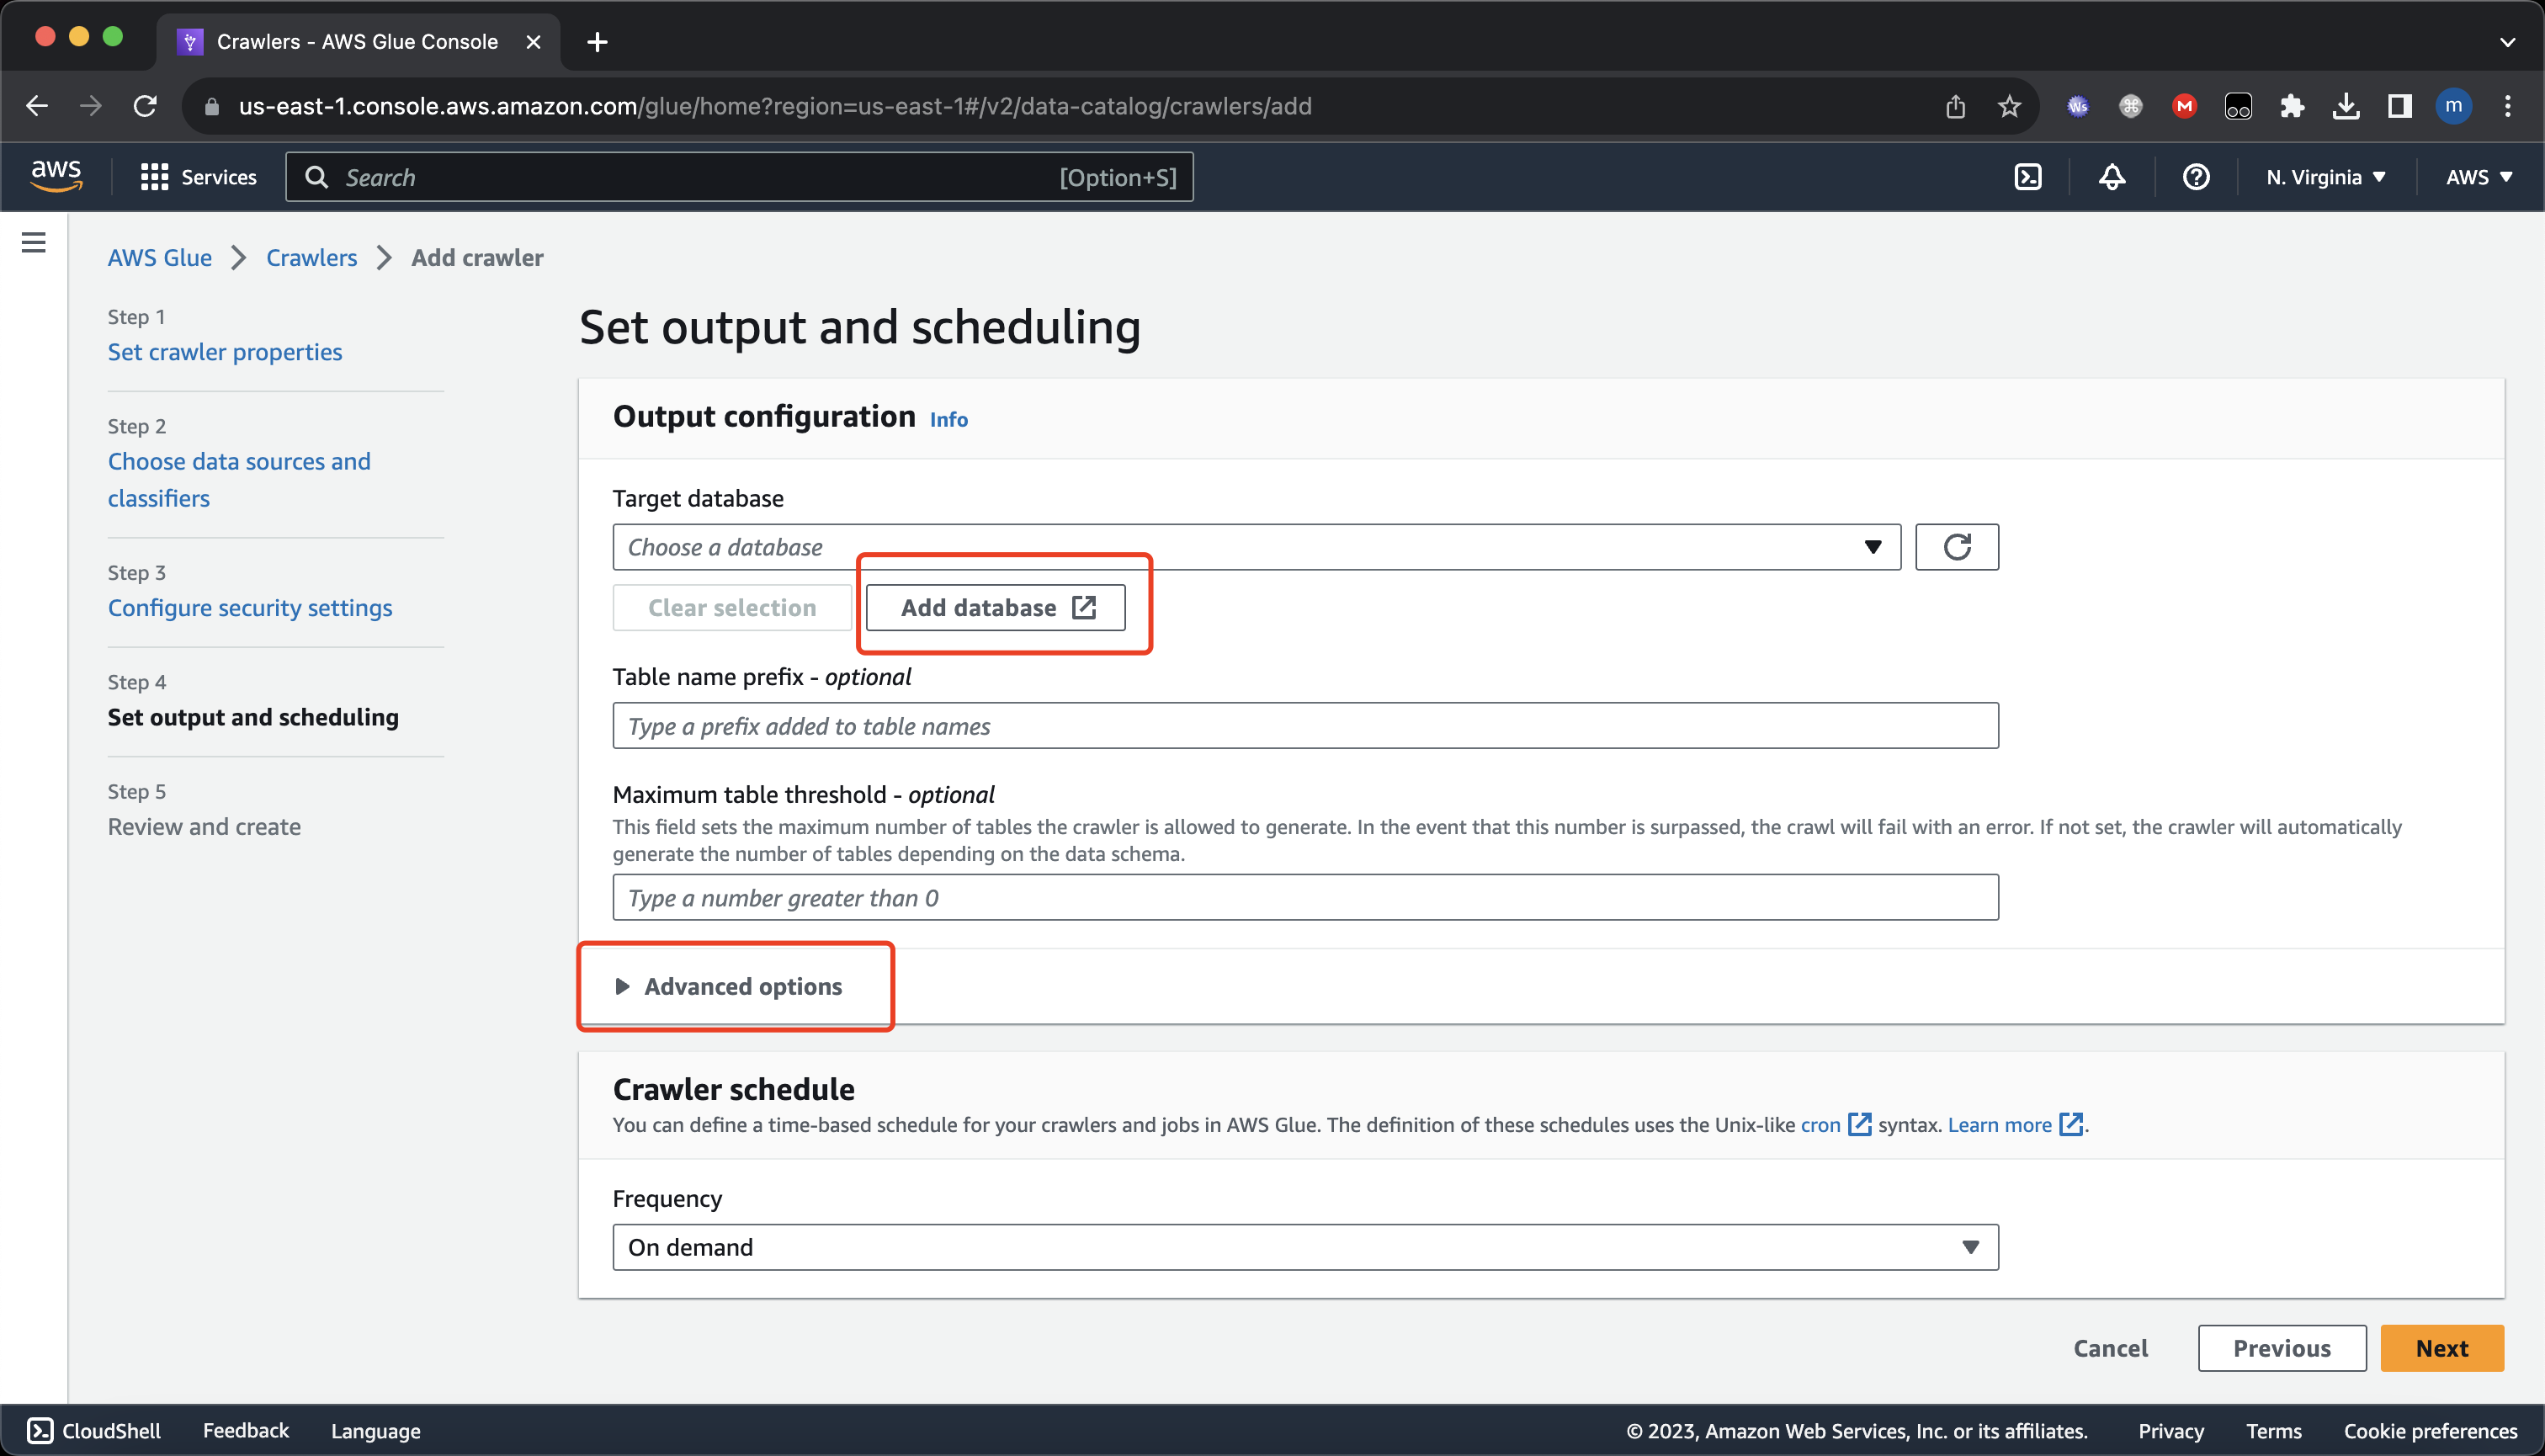 Crawlers - AWS Glue Console
us-east-1.console.aws.amazon.com/glue/home?region=us-east-1#/v2/data-catalog/crawlers/add
Ws
M
m
aws
Services
Search
[Option+S]
N. Virginia
AWS
AWS Glue
Crawlers
Add crawler
Step 1
Set crawler properties
Step 2
Choose data sources and
classifiers
Step 3
Configure security settings
Step 4
Set output and scheduling
Step 5
Review and create
Set output and scheduling
Output configuration Info
Target database
Choose a database
Clear selection
Add database
Table name prefix - optional
Type a prefix added to table names
Maximum table threshold - optional
This field sets the maximum number of tables the crawler is allowed to generate. In the event that this number is surpassed, the crawl will fail with an error. If not set, the crawler will automatically
generate the number of tables depending on the data schema.
Type a number greater than 0
Advanced options
Crawler schedule
You can define a time-based schedule for your crawlers and jobs in AWS Glue. The definition of these schedules uses the Unix-like cron syntax. Learn more.
Frequency
On demand
Cancel
Previous
Next
CloudShell
Feedback
Language
© 2023, Amazon Web Services, Inc. or its affiliates.
Privacy
Terms
Cookie preferences